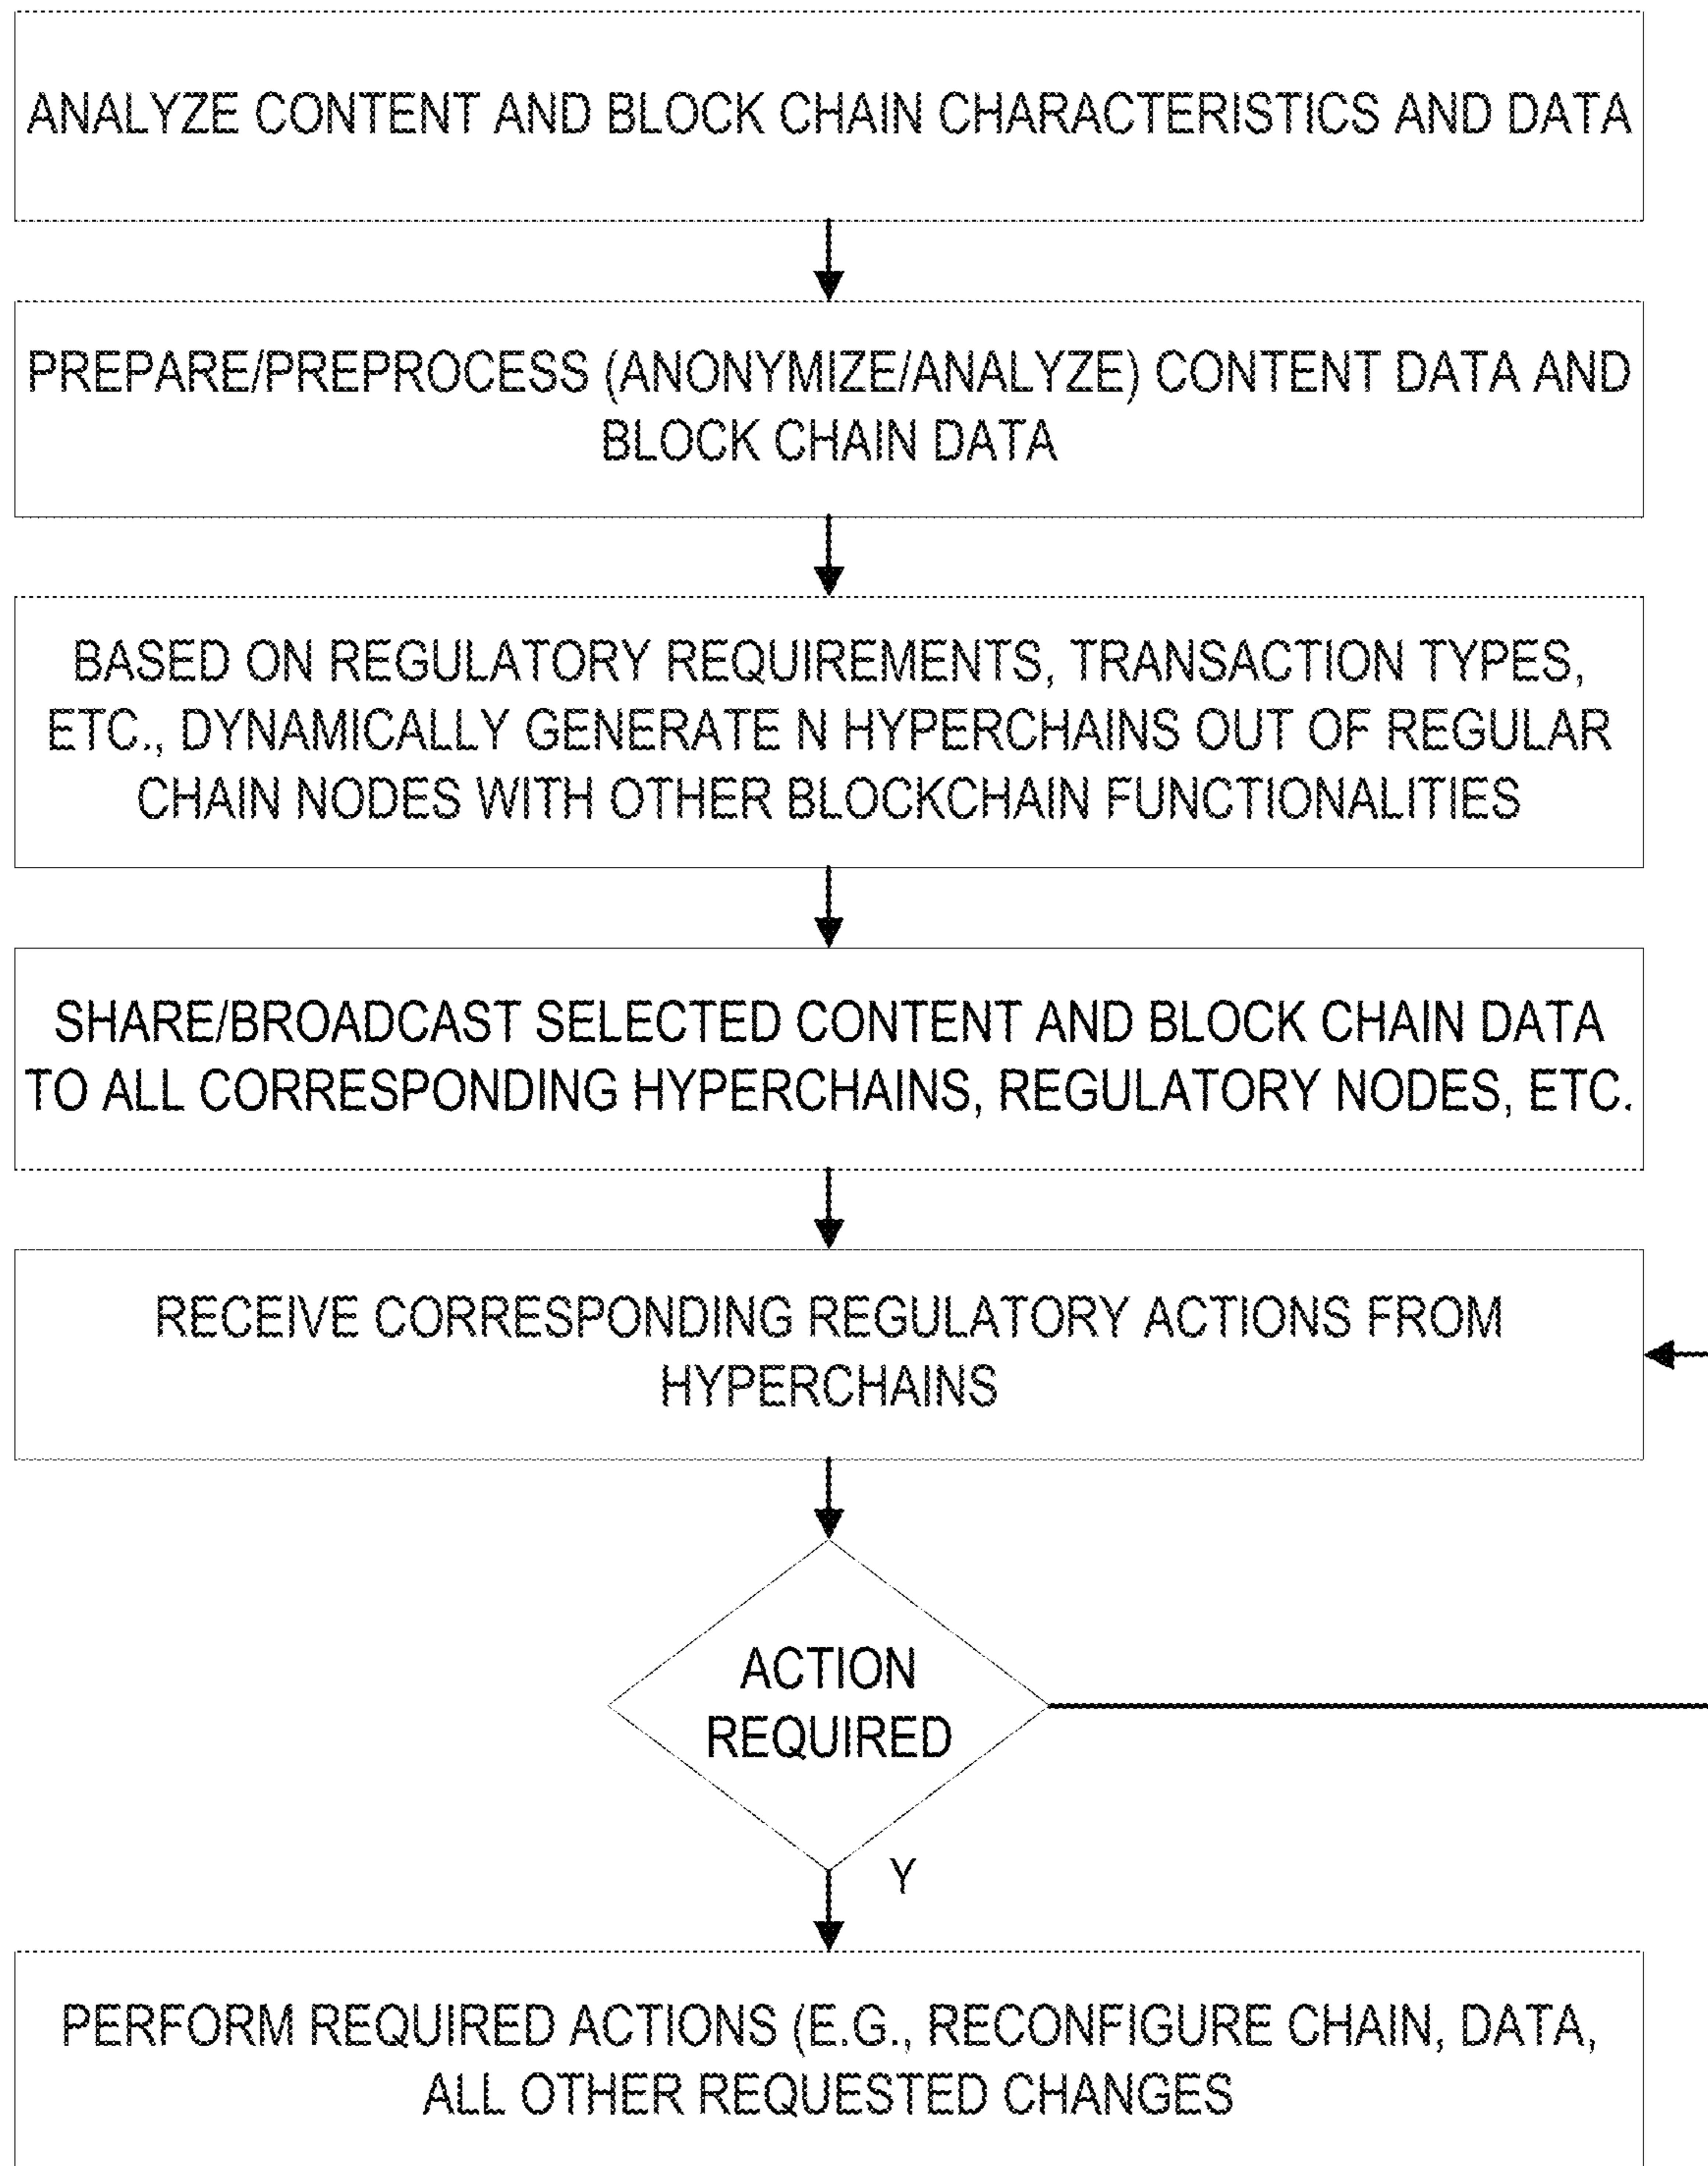 ANALYZE CONTENT AND BLOCK CHAIN CHARACTERISTICS AND DATA
PREPARE/PREPROCESS (ANONYMIZE/ANALYZE) CONTENT DATA AND
BLOCK CHAIN DATA
BASED ON REGULATORY REQUIREMENTS, TRANSACTION TYPES,
ETC., DYNAMICALLY GENERATE N HYPERCHAINS OUT OF REGULAR
CHAIN NODES WITH OTHER BLOCKCHAIN FUNCTIONALITIES
SHARE/BROADCAST SELECTED CONTENT AND BLOCK CHAIN DATA
TO ALL CORRESPONDING HYPERCHAINS, REGULATORY NODES, ETC.
RECEIVE CORRESPONDING REGULATORY ACTIONS FROM
HYPERCHAINS
ACTION
REQUIRED
Y
PERFORM REQUIRED ACTIONS (E.G., RECONFIGURE CHAIN, DATA,
ALL OTHER REQUESTED CHANGES